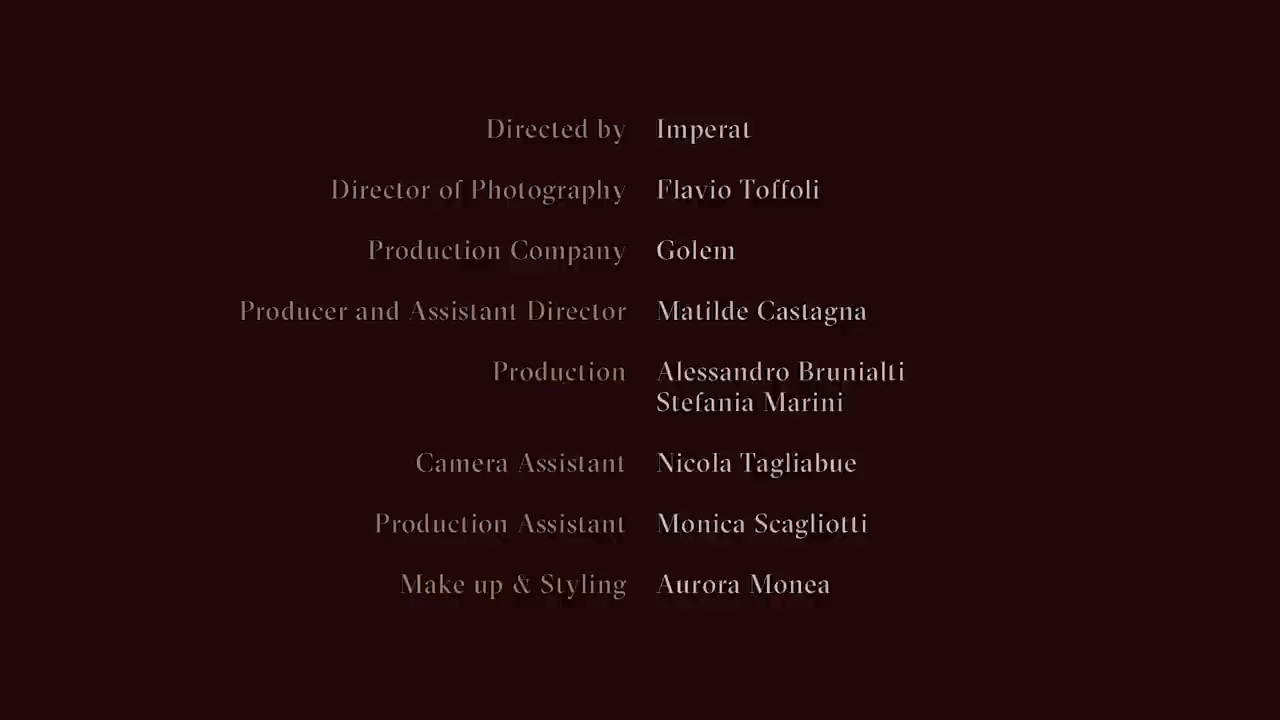 Directed by Imperat
Director of Photography Flavio Toffoli
Production Company Golem
Producer and Assistant Director Matilde Castagna
Production Alessandro Brunialti
Stefania Marini
Camera Assistant Nicola Tagliabue
Production Assistant Monica Scagliotti
Make up & Styling Aurora Monea